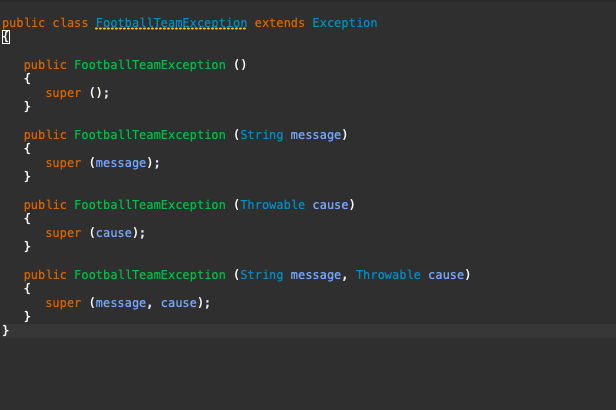 public class FootballTeamException extends Exception
{
public FootballTeamException ()
{
super ();
}
public FootballTeamException (String message)
{
super (message);
}
public FootballTeamException (Throwable cause)
{
super (cause);
}
public FootballTeamException (String message, Throwable cause)
{
super (message, cause);
}
}